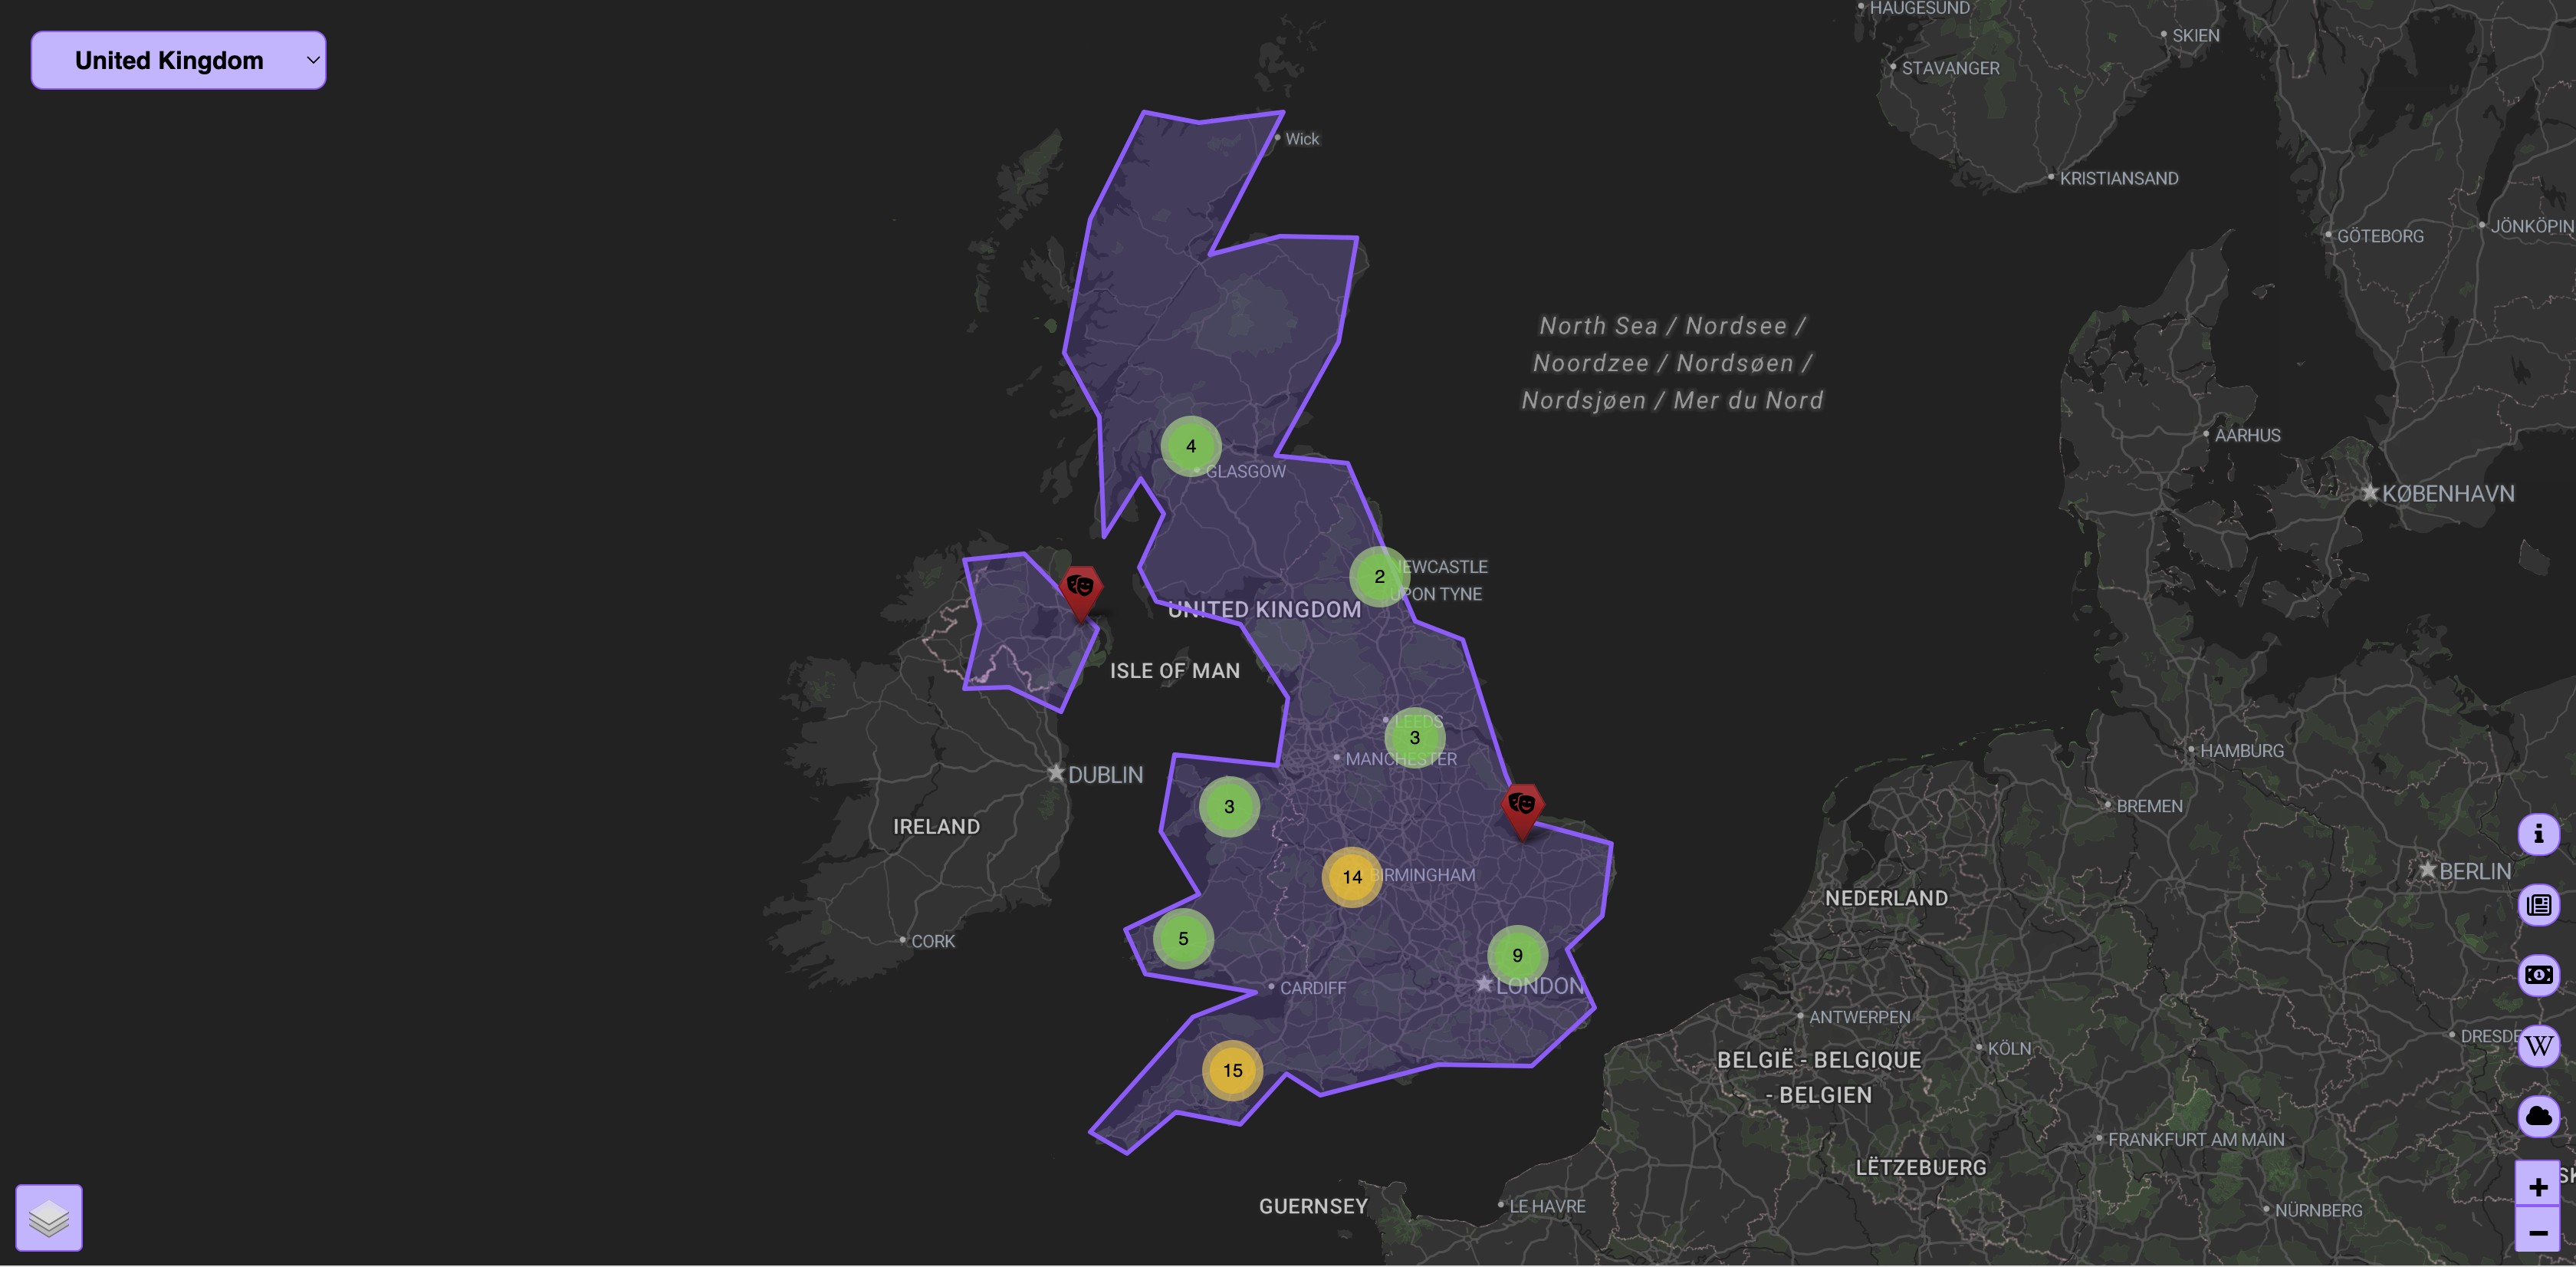 United Kingdom
HAUGESUND
SKIEN
STAVANGER
Wick
KRISTIANSAND
JÖNKÖPIN
GÖTEBORG
North Sea / Nordsee /
Noordzee / Nordsøen /
Nordsjøen / Mer du Nord
4
GLASGOW
AARHUS
KØBENHAVN
2
EWCASTLE
UPON TYNE
UNITED KINGDOM
ISLE OF MAN
LEEDS
3
MANCHESTER
HAMBURG
DUBLIN
3
BREMEN
IRELAND
14
BIRMINGHAM
BERLIN
NEDERLAND
5
CORK
9
LONDON
CARDIFF
ANTWERPEN
DRESDE
W
KÖLN
BELGIË - BELGIQUE
- BELGIEN
15
FRANKFURT AM MAIN
LËTZEBUERG
GUERNSEY
LE HAVRE
NÜRNBERG
+
−